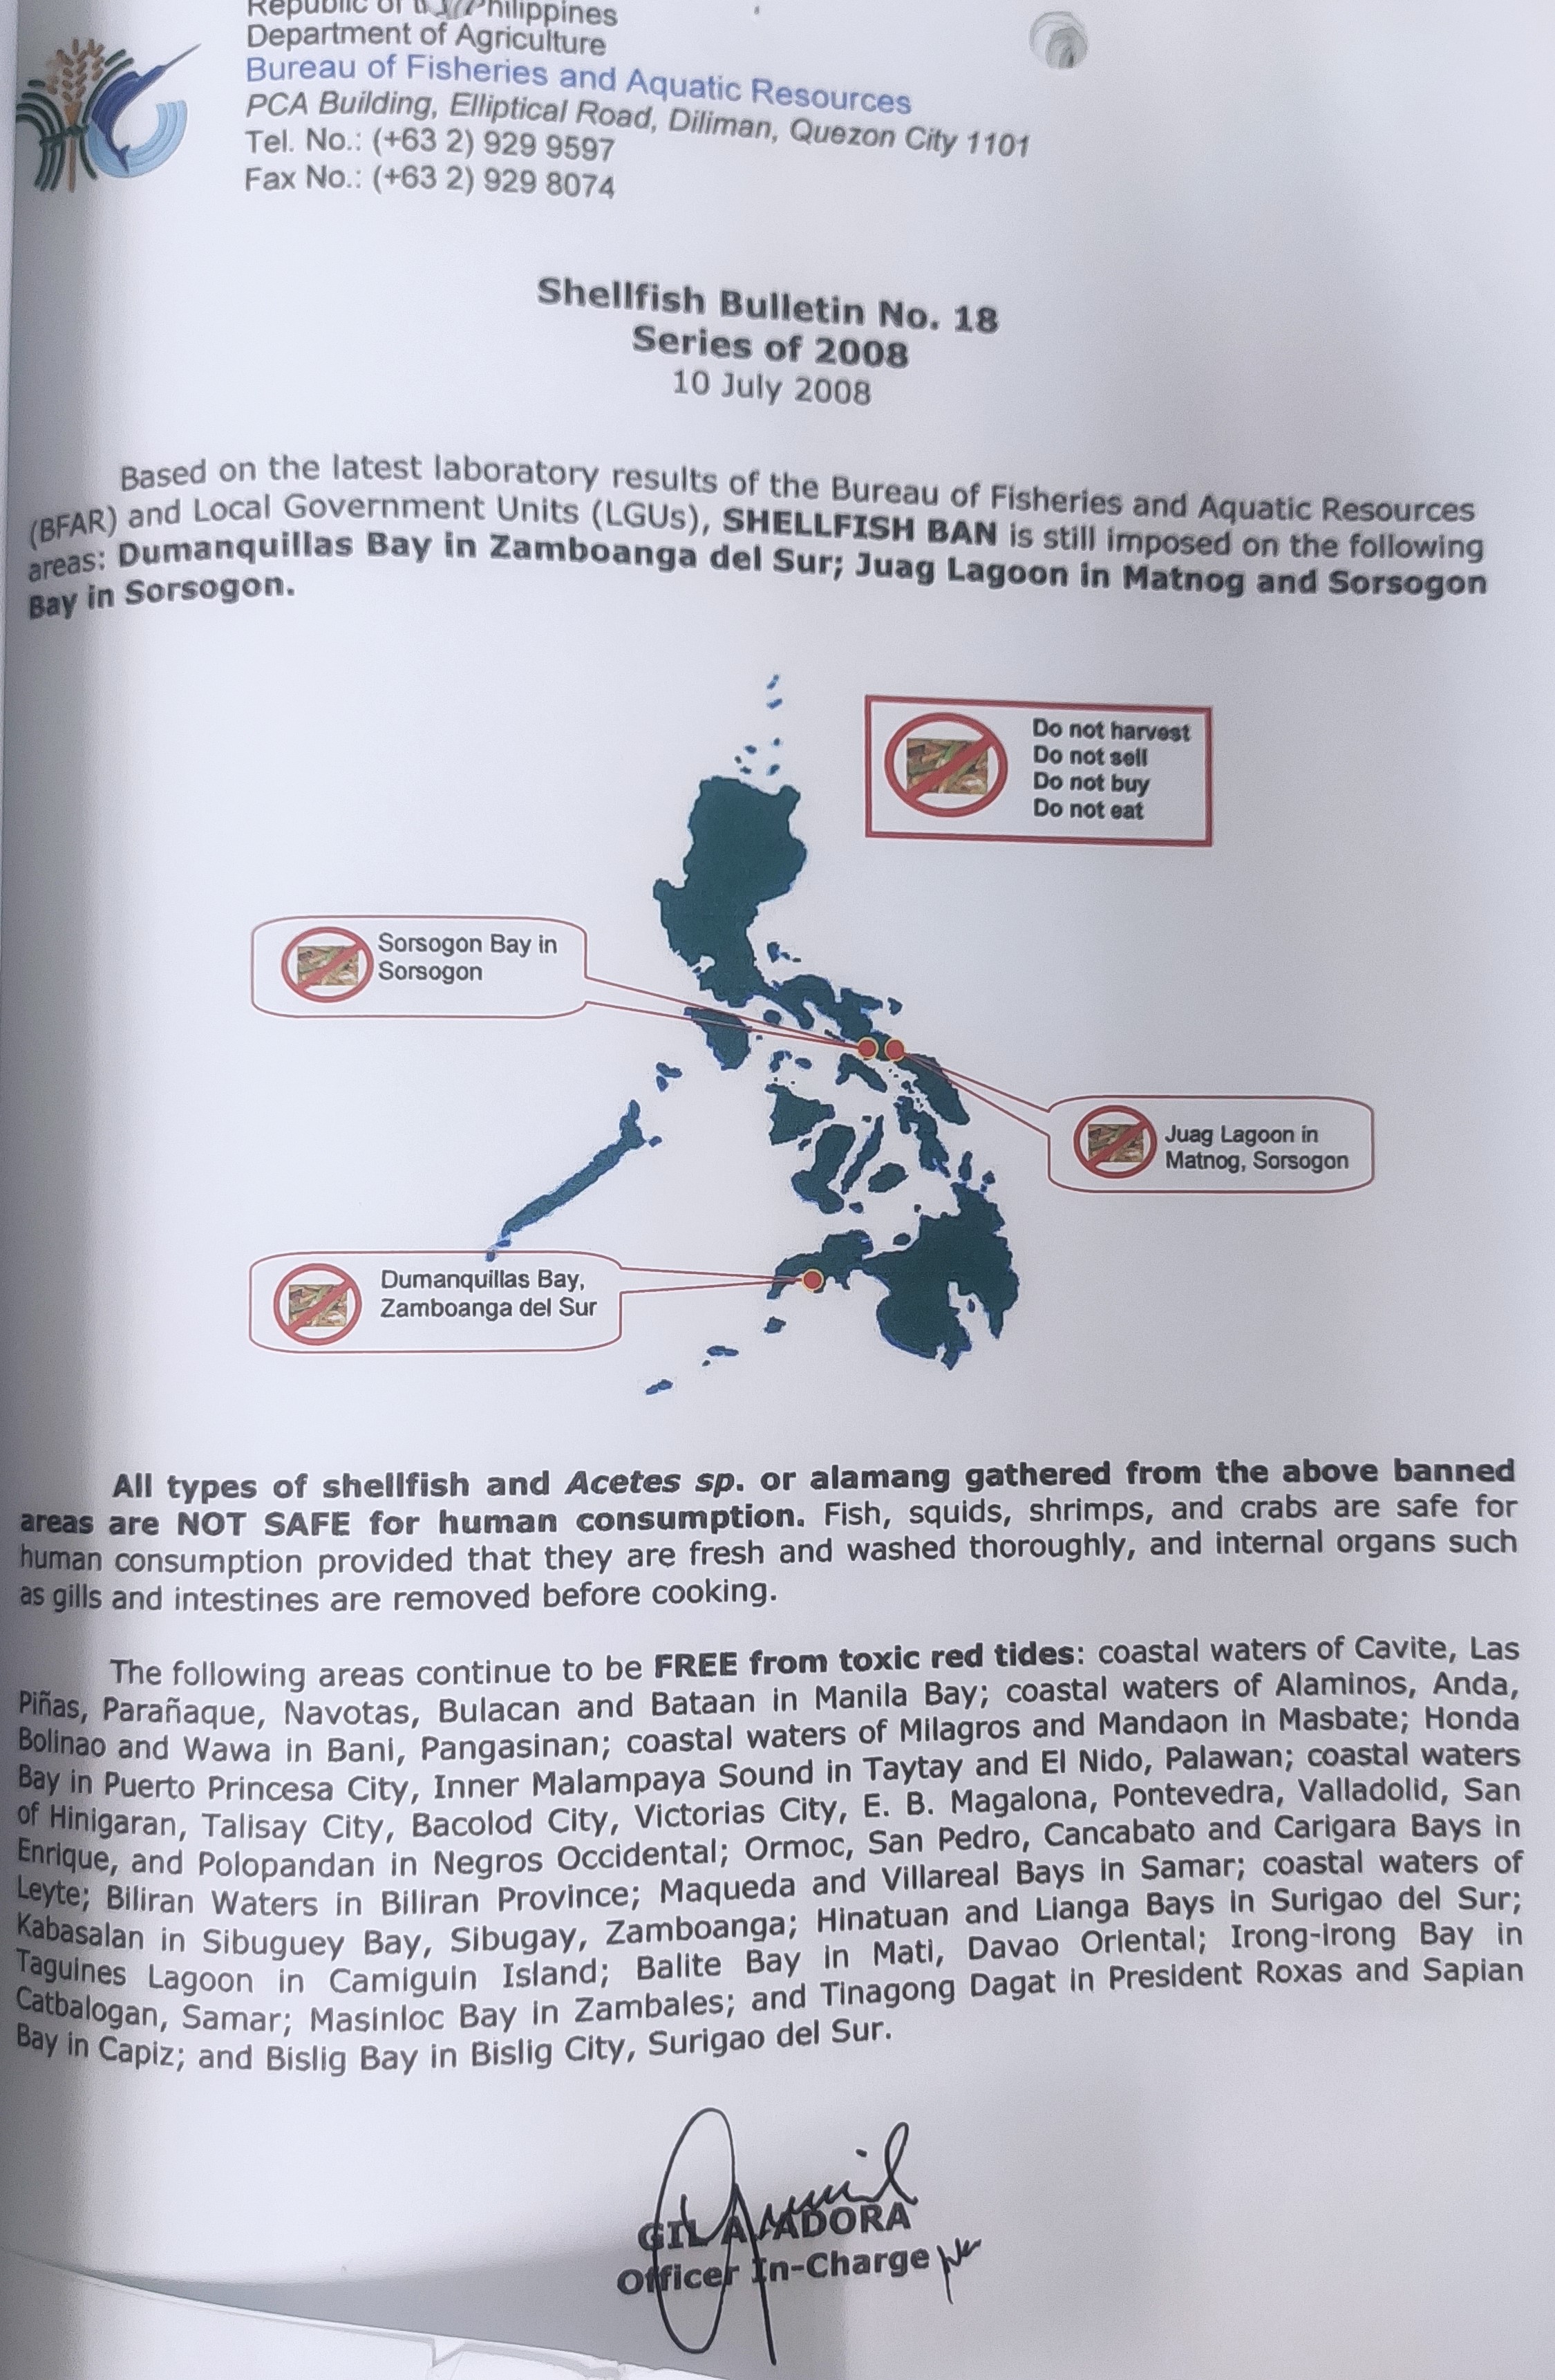 Republic of the Philippines
Department of Agriculture
Bureau of Fisheries and Aquatic Resources
PCA Building, Elliptical Road, Diliman, Quezon City 1101
Tel. No.: (+63 2) 929 9597
Fax No.: (+63 2) 929 8074
Shellfish Bulletin No. 18
Series of 2008
10 July 2008
Based on the latest laboratory results of the Bureau of Fisheries and Aquatic Resources
(BFAR) and Local Government Units (LGUs), SHELLFISH BAN is still imposed on the following
areas: Dumanquillas Bay in Zamboanga del Sur; Juag Lagoon in Matnog and Sorsogon
Bay in Sorsogon.
Do not harvest
Do not sell
Do not buy
Do not eat
Sorsogon Bay in
Sorsogon
Juag Lagoon in
Matnog, Sorsogon
Dumanquillas Bay,
Zamboanga del Sur
All types of shellfish and Acetes sp. or alamang gathered from the above banned
areas are NOT SAFE for human consumption. Fish, squids, shrimps, and crabs are safe for
human consumption provided that they are fresh and washed thoroughly, and internal organs such
as gills and intestines are removed before cooking.
The following areas continue to be FREE from toxic red tides: coastal waters of Cavite, Las
Piñas, Parañaque, Navotas, Bulacan and Bataan in Manila Bay; coastal waters of Alaminos, Anda,
Bolinao and Wawa in Bani, Pangasinan; coastal waters of Milagros and Mandaon in Masbate; Honda
Bay in Puerto Princesa City, Inner Malampaya Sound in Taytay and El Nido, Palawan; coastal waters
of Hinigaran, Talisay City, Bacolod City, Victorias City, E. B. Magalona, Pontevedra, Valladolid, San
Enrique, and Polopandan in Negros Occidental; Ormoc, San Pedro, Cancabato and Carigara Bays in
Leyte; Biliran Waters in Biliran Province; Maqueda and Villareal Bays in Samar; coastal waters of
Kabasalan in Sibuguey Bay, Sibugay, Zamboanga; Hinatuan and Lianga Bays in Surigao del Sur;
Taguines Lagoon in Camiguin Island; Balite Bay in Mati, Davao Oriental; Irong-irong Bay in
Catbalogan, Samar; Masinloc Bay in Zambales; and Tinagong Dagat in President Roxas and Sapian
Bay in Capiz; and Bislig Bay in Bislig City, Surigao del Sur.
GIL A. ADORA
Officer In-Charge